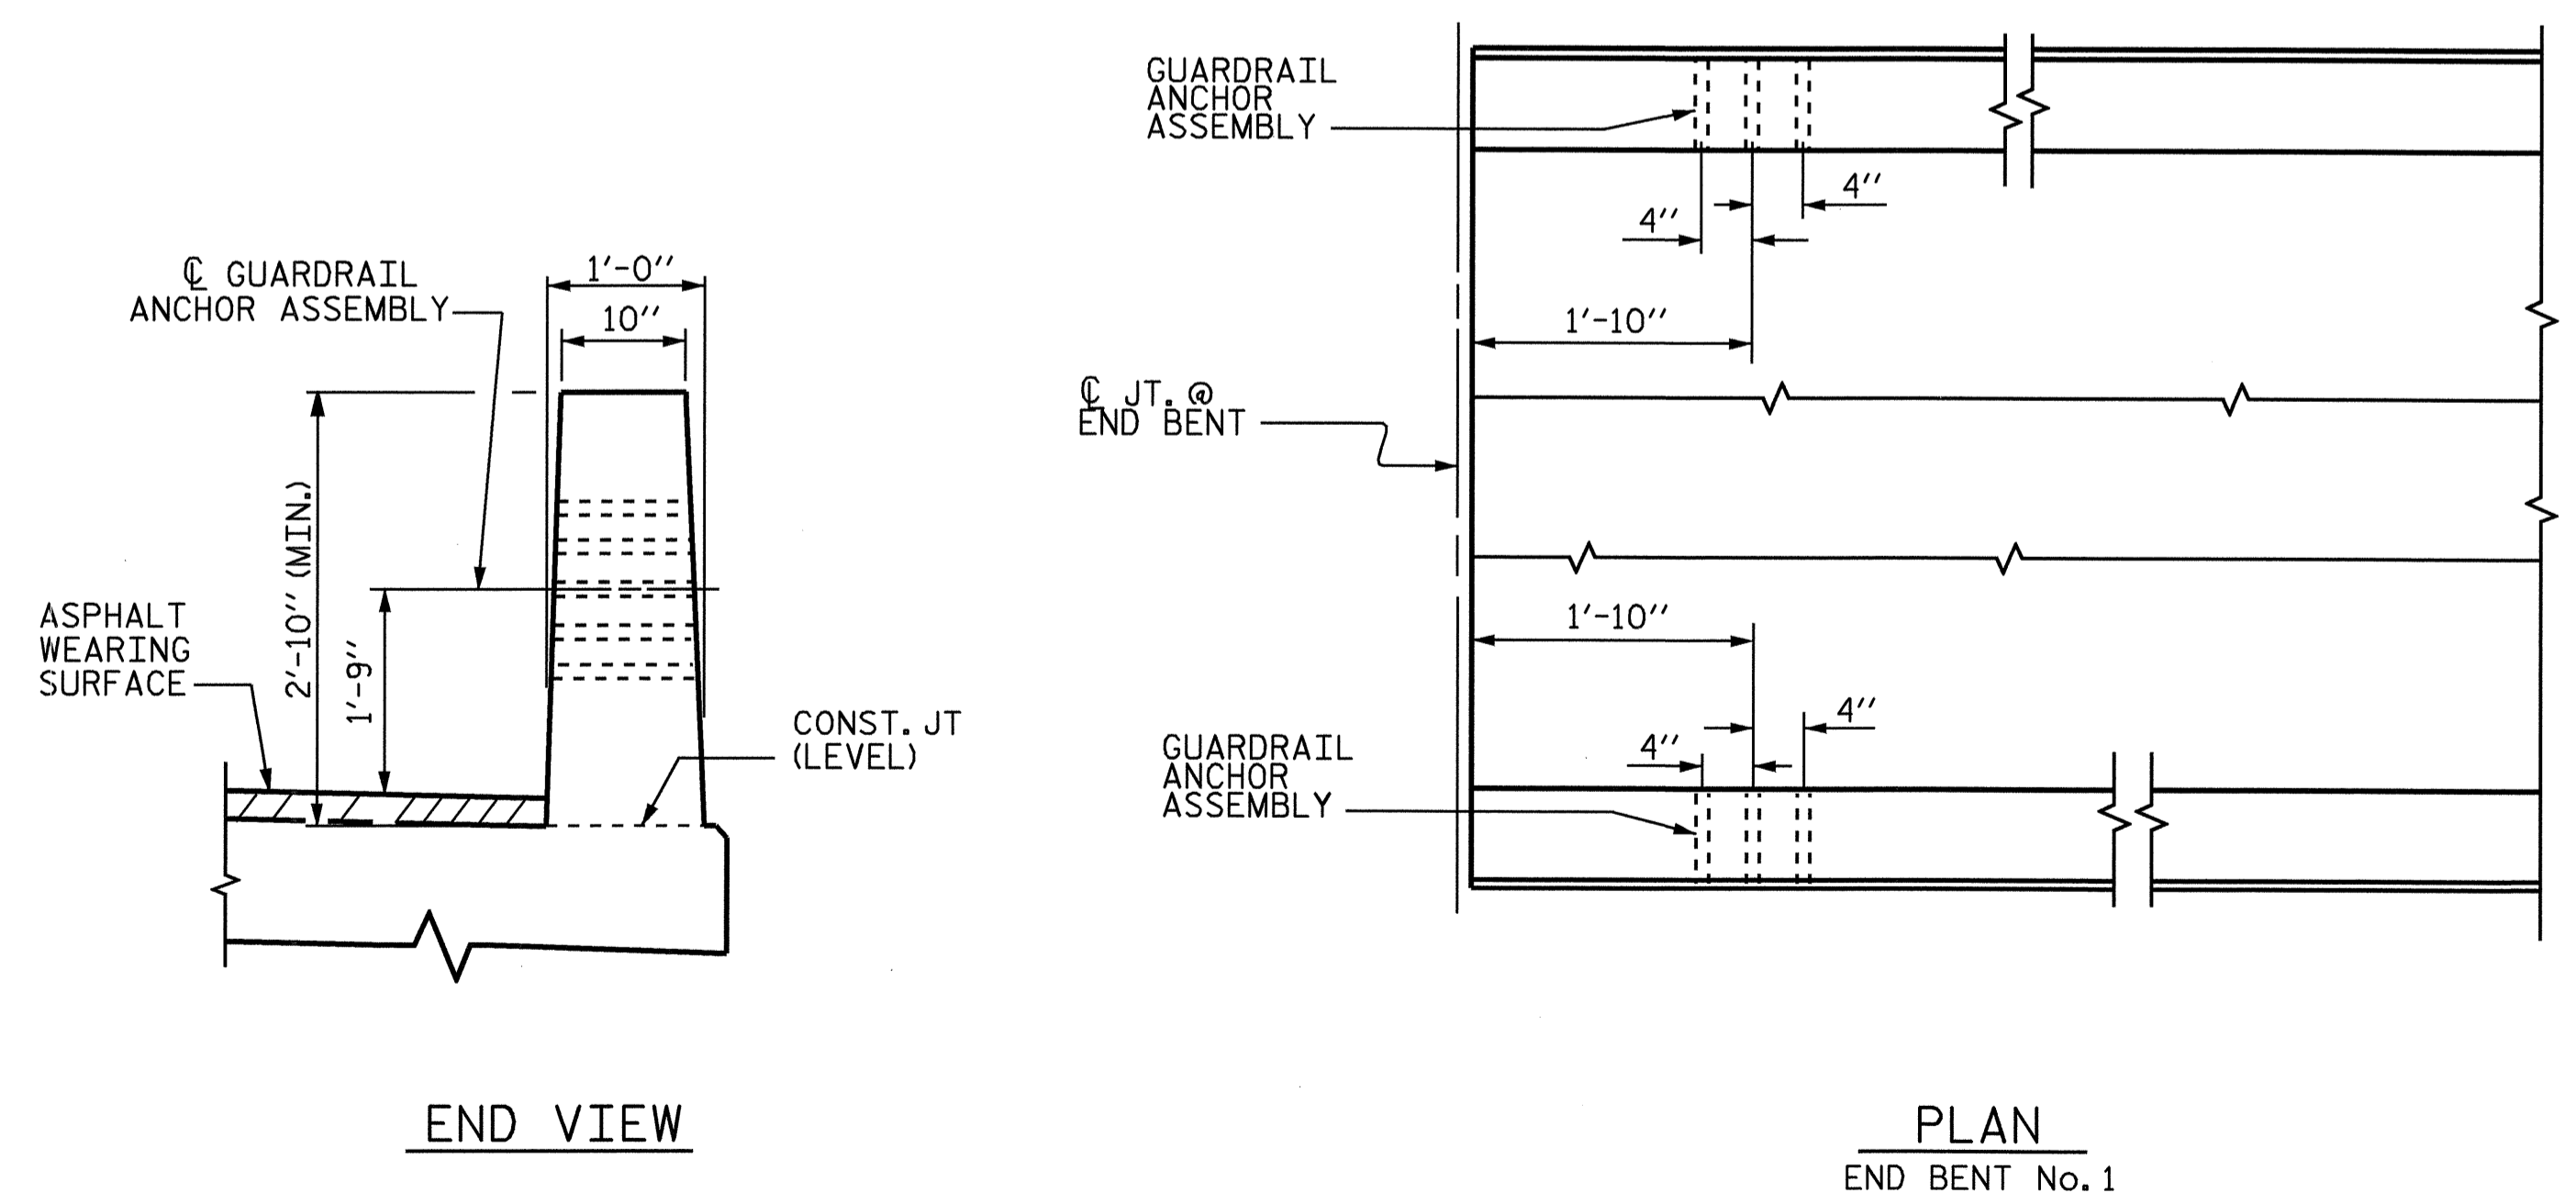 ℄ GUARDRAIL
ANCHOR ASSEMBLY
1'-0"
10"
2'-10" (MIN.)
1'-9"
ASPHALT
WEARING
SURFACE
CONST. JT
(LEVEL)
END VIEW
GUARDRAIL
ANCHOR
ASSEMBLY
4"
4"
1'-10"
℄ JT. @
END BENT
1'-10"
4"
4"
GUARDRAIL
ANCHOR
ASSEMBLY
PLAN
END BENT No. 1